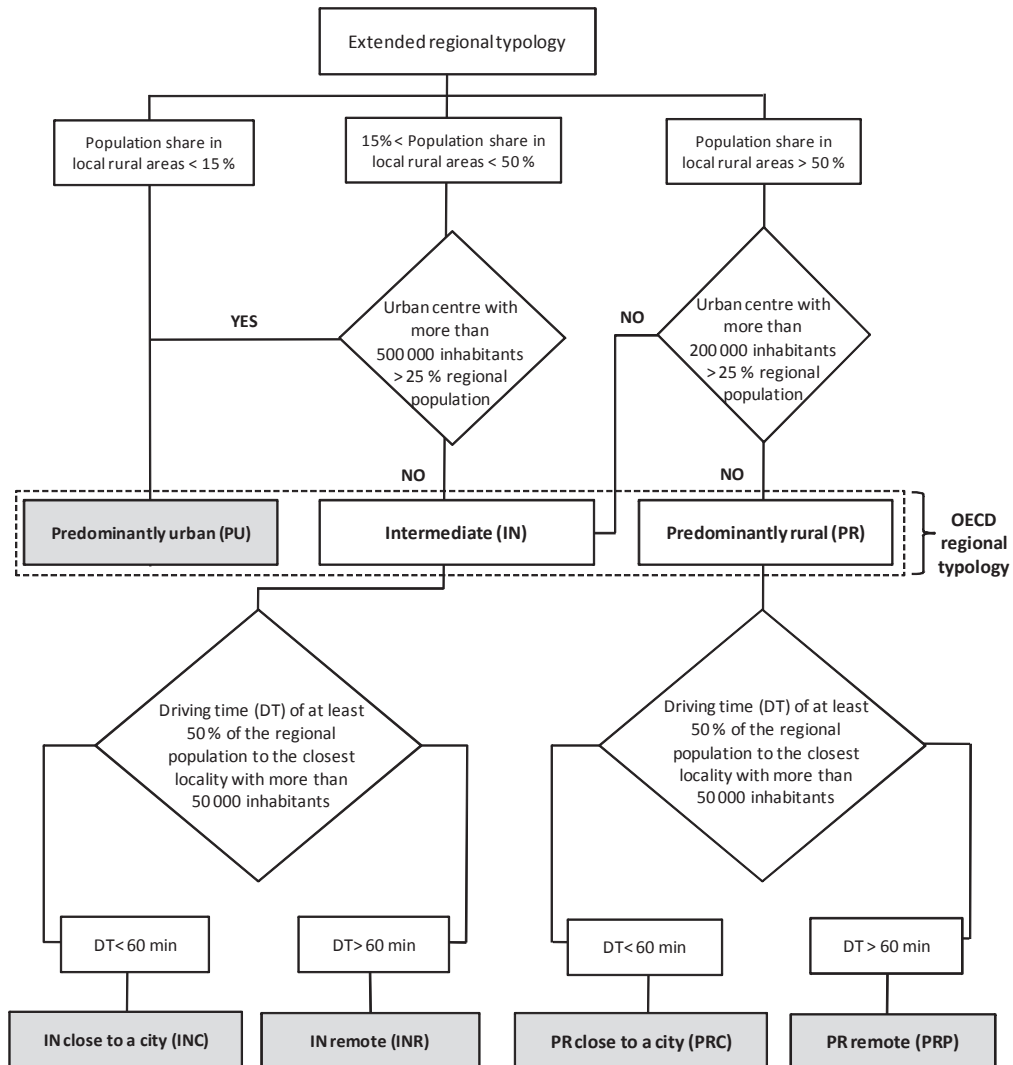 Extended regional typology
Population share in
local rural areas < 15 %
15% < Population share in
local rural areas < 50 %
Population share in
local rural areas > 50 %
Urban centre with
more than
500 000 inhabitants
> 25 % regional
population
YES
NO
Urban centre with
more than
200 000 inhabitants
> 25 % regional
population
NO
NO
Predominantly urban (PU)
Intermediate (IN)
Predominantly rural (PR)
OECD
regional
typology
Driving time (DT) of at least
50 % of the regional
population to the closest
locality with more than
50 000 inhabitants
Driving time (DT) of at least
50 % of the regional
population to the closest
locality with more than
50 000 inhabitants
DT< 60 min
DT> 60 min
DT< 60 min
DT > 60 min
IN close to a city (INC)
IN remote (INR)
PR close to a city (PRC)
PR remote (PRP)